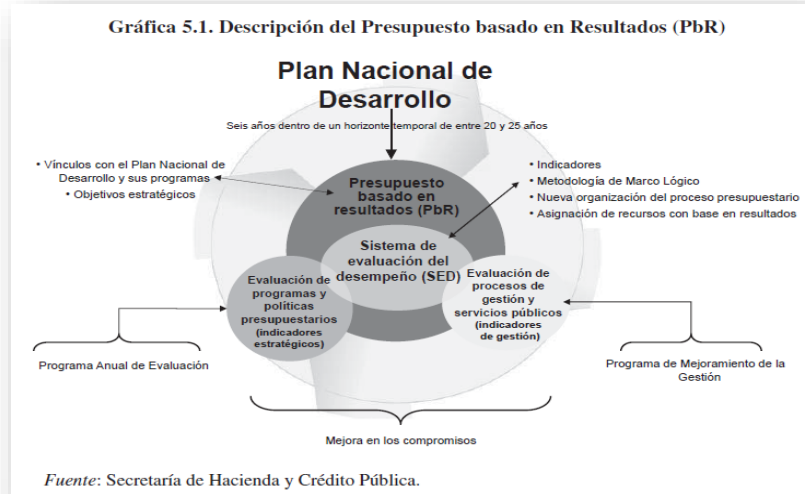 Gráfica 5.1. Descripción del Presupuesto basado en Resultados (PbR)
Plan Nacional de
Desarrollo
Seis años dentro de un horizonte temporal de entre 20 y 25 años
• Vínculos con el Plan Nacional de
Desarrollo y sus programas
• Objetivos estratégicos
• Indicadores
• Metodología de Marco Lógico
• Nueva organización del proceso presupuestario
• Asignación de recursos con base en resultados
Presupuesto
basado en
resultados (PbR)
Sistema de
evaluación del
desempeño (SED)
Evaluación de
programas y
políticas
presupuestarios
(indicadores
estratégicos)
Evaluación de
procesos de
gestión y
servicios públicos
(indicadores
de gestión)
Programa Anual de Evaluación
Programa de Mejoramiento de la
Gestión
Mejora en los compromisos
Fuente: Secretaría de Hacienda y Crédito Pública.